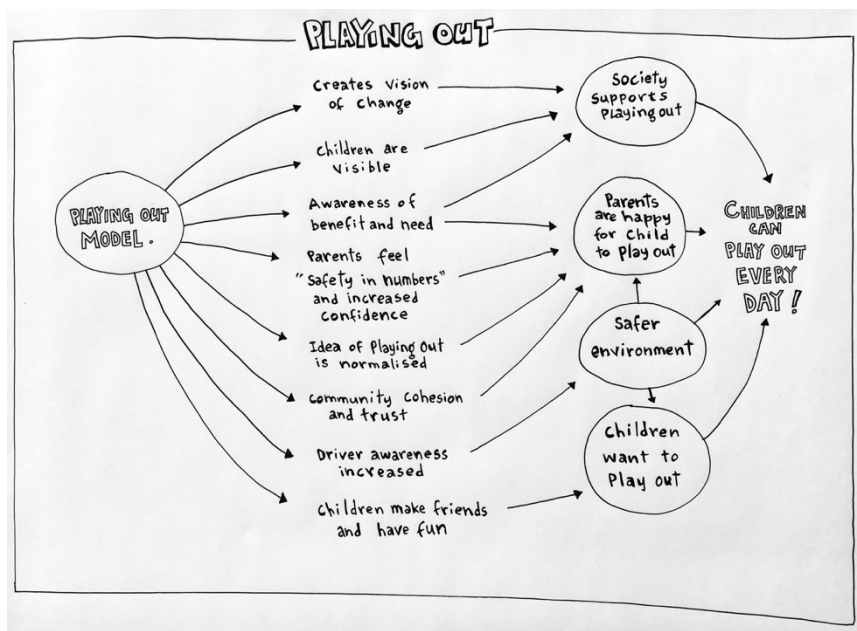 PLAYING OUT
PLAYING OUT
MODEL.
Creates vision
of change
Children are
visible
Awareness of
benefit and need
Parents feel
"Safety in numbers"
and increased
confidence
Idea of Playing Out
is normalised
Community Cohesion
and trust
Driver awareness
increased
Children make friends
and have fun
Society
supports
playing out
Parents
are happy
for child
to play out
Safer
environment
Children
want to
Play out
CHILDREN
CAN
PLAY OUT
EVERY
DAY!